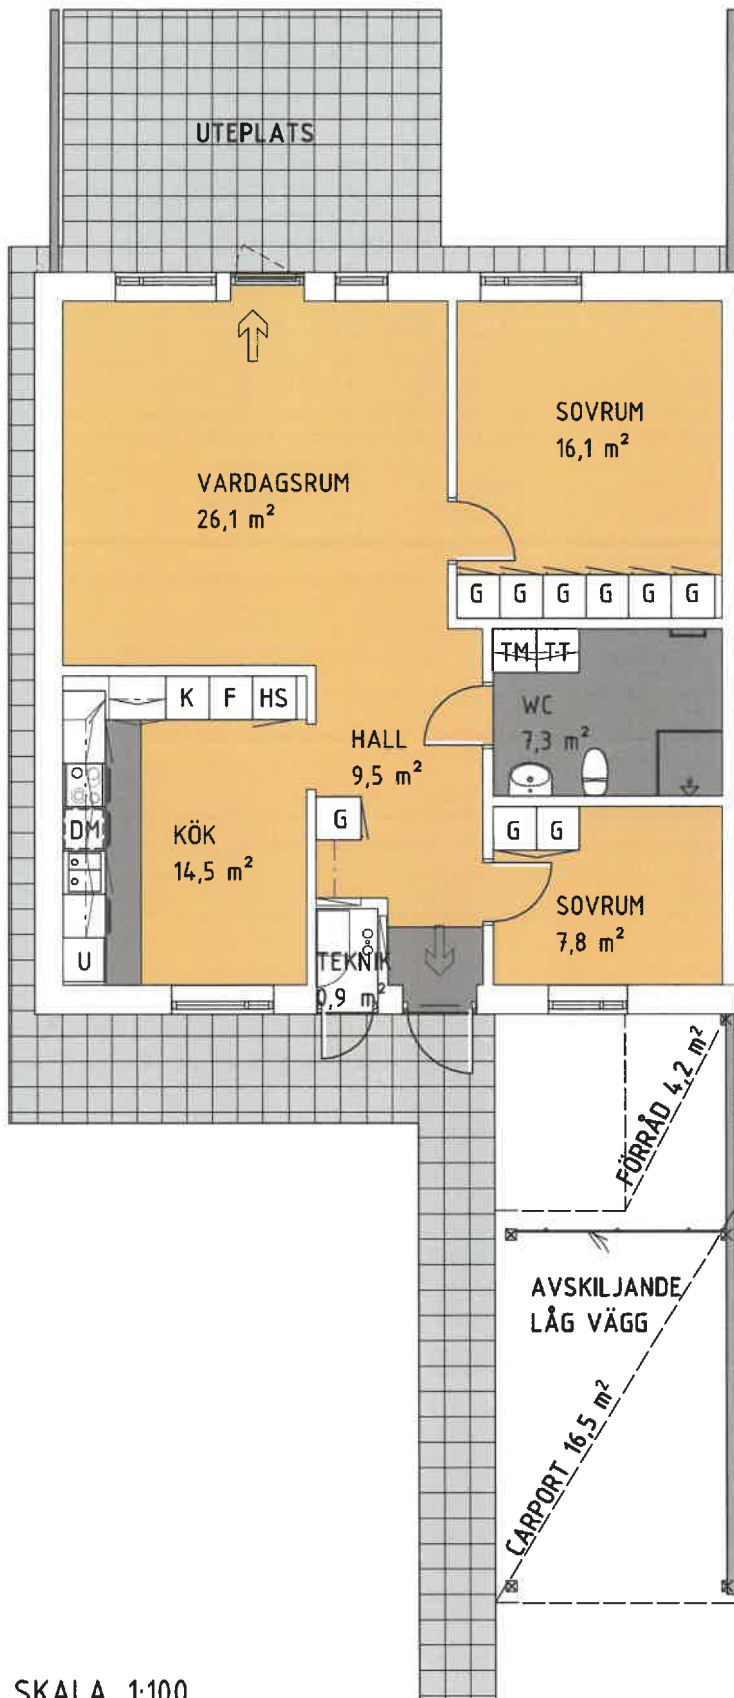 UTEPLATS
SOVRUM
16,1 m²
VARDAGSRUM
26,1 m²
G G G G G G
TM TT
K F HS
WC
7,3 m²
HALL
9,5 m²
G
G G
DM
KÖK
14,5 m²
SOVRUM
7,8 m²
U
TEKNIK
0,9 m²
FÖRRÅD 4,2 m²
AVSKILJANDE
LÅG VÄGG
CARPORT 16,5 m²
SKALA 1:100